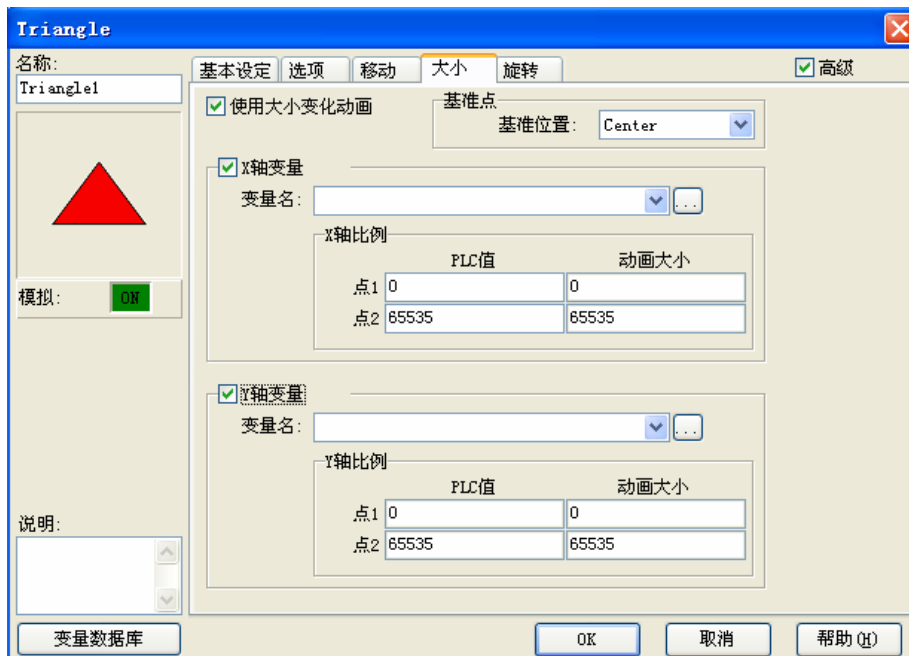 Triangle
名称:
Triangle1
基本设定 选项 移动 大小 旋转
高级
使用大小变化动画
基准点
基准位置: Center
X轴变量
变量名: ...
X轴比例
PLC值 动画大小
点1 0 0
点2 65535 65535
模拟: ON
Y轴变量
变量名: ...
Y轴比例
PLC值 动画大小
点1 0 0
点2 65535 65535
说明:
变量数据库
OK 取消 帮助(H)